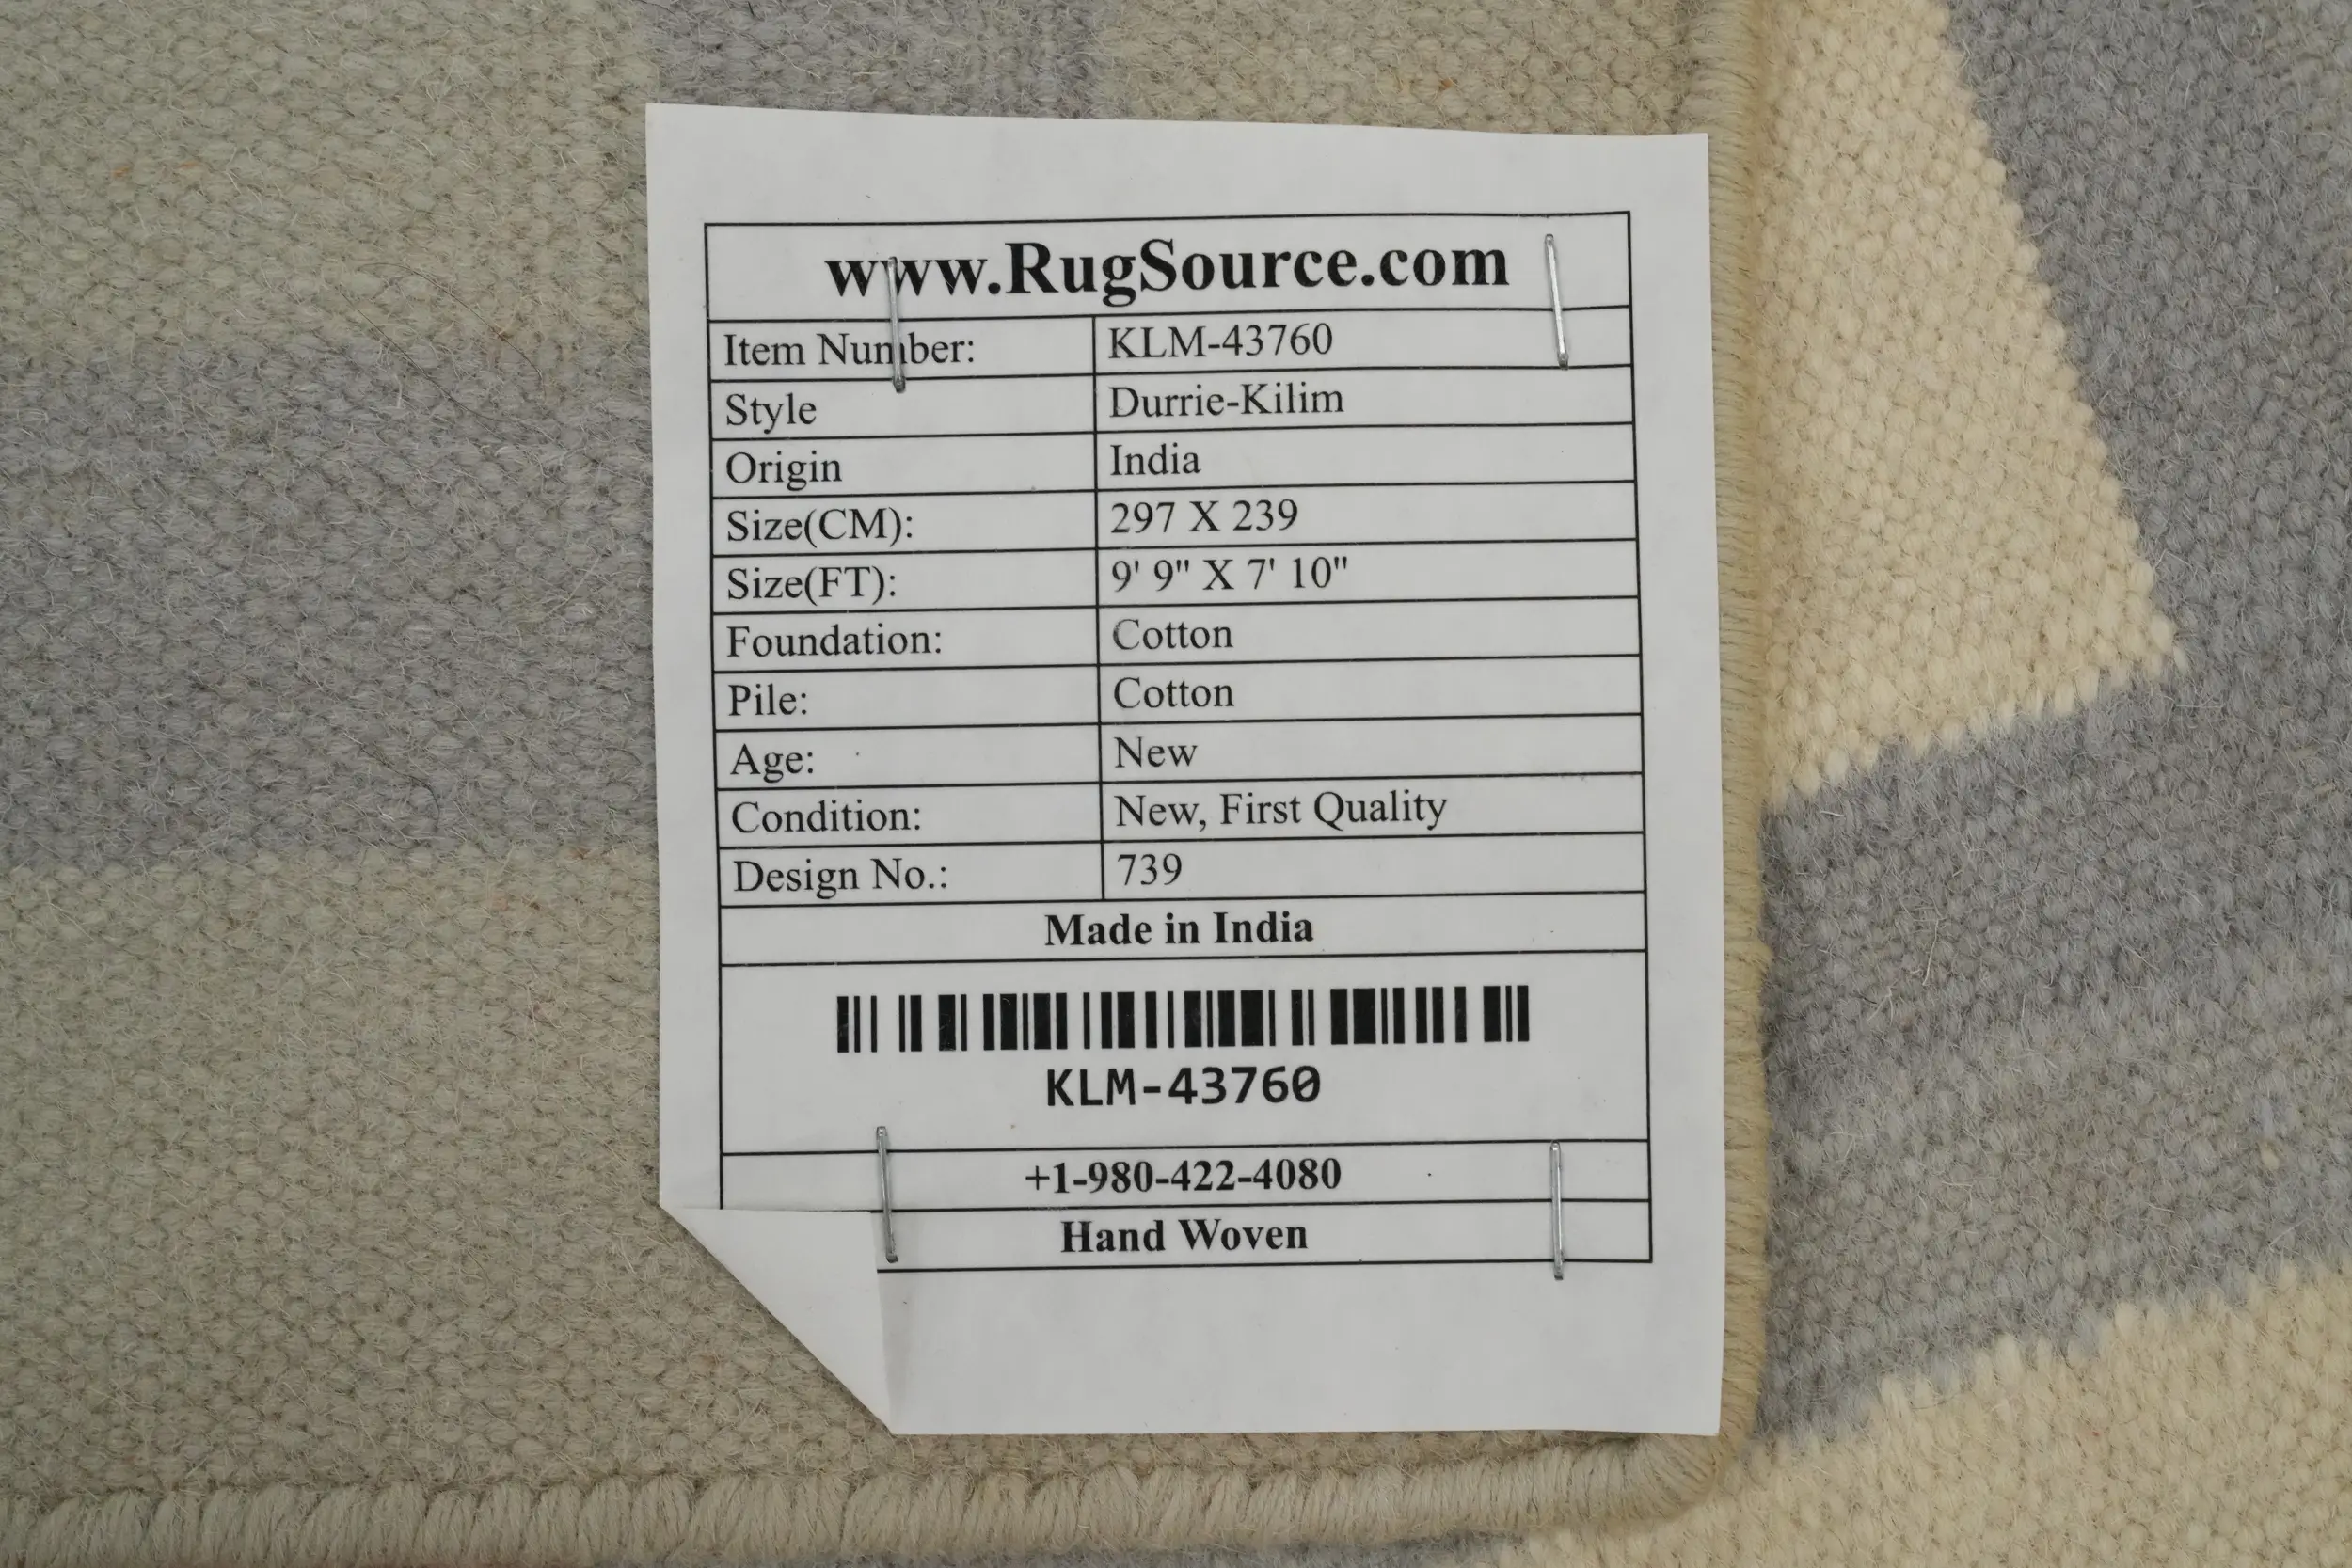 www.RugSource.com
Item Number: KLM-43760
Style Durrie-Kilim
Origin India
Size(CM): 297 X 239
Size(FT): 9' 9" X 7' 10"
Foundation: Cotton
Pile: Cotton
Age: New
Condition: New, First Quality
Design No.: 739
Made in India
KLM-43760
+1-980-422-4080
Hand Woven